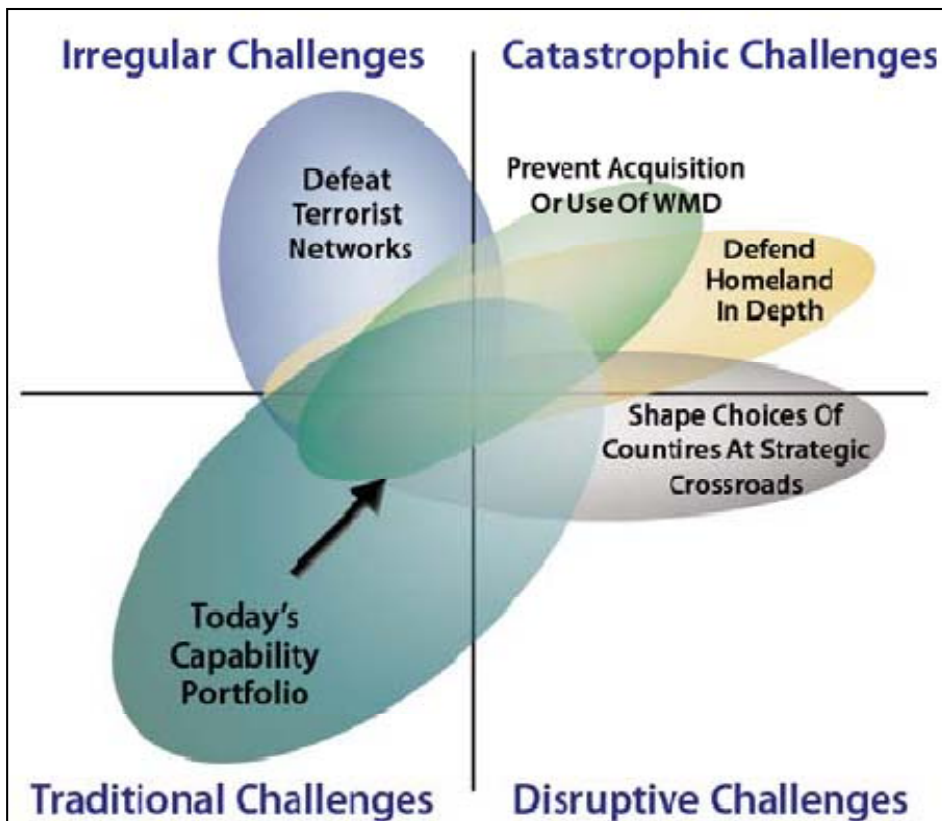 Irregular Challenges
Catastrophic Challenges
Defeat
Terrorist
Networks
Prevent Acquisition
Or Use Of WMD
Defend
Homeland
In Depth
Shape Choices Of
Countires At Strategic
Crossroads
Today's
Capability
Portfolio
Traditional Challenges
Disruptive Challenges